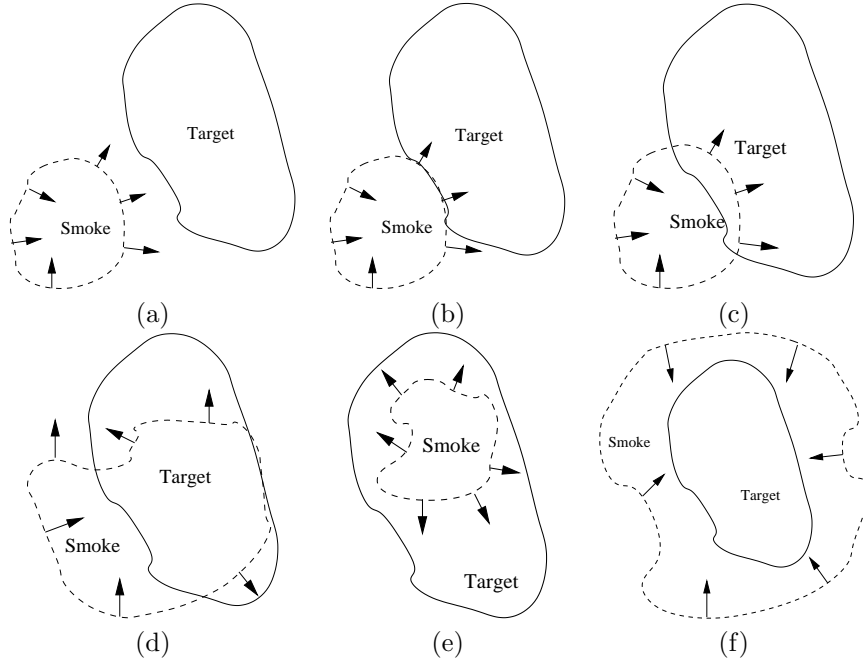 Target
Smoke
(a)
Target
Smoke
(b)
Target
Smoke
(c)
Target
Smoke
(d)
Smoke
Target
(e)
Smoke
Target
(f)